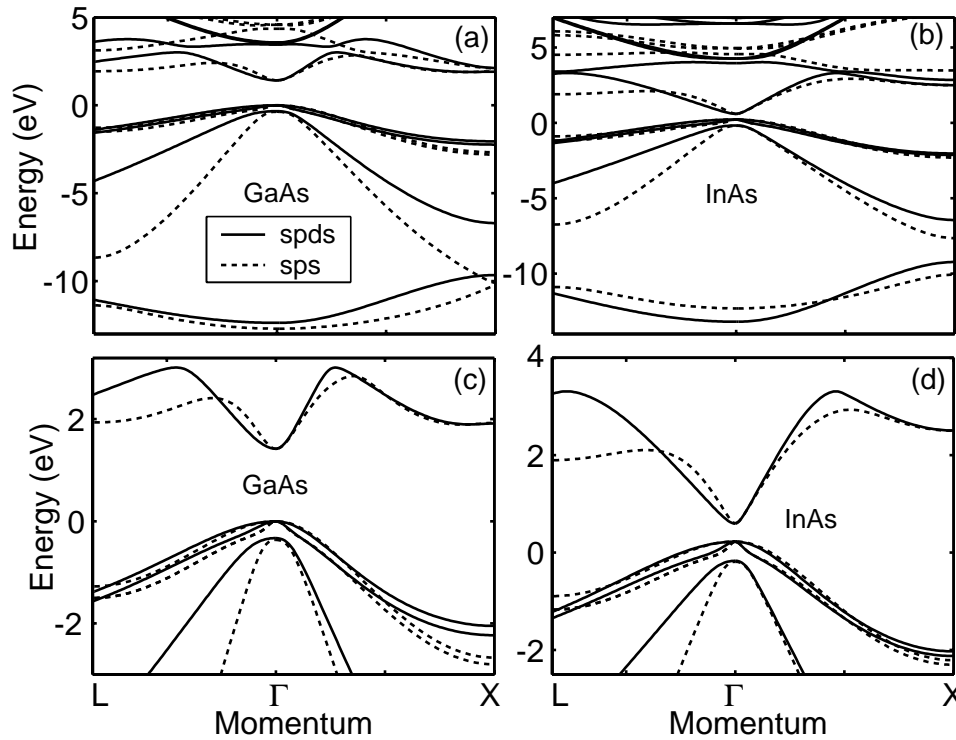 (a)
5
0
-5
-10
Energy (eV)
GaAs
spds
sps
(b)
5
0
-5
-10
InAs
(c)
2
0
-2
Energy (eV)
GaAs
L
Γ
X
Momentum
(d)
4
2
0
-2
InAs
L
Γ
X
Momentum